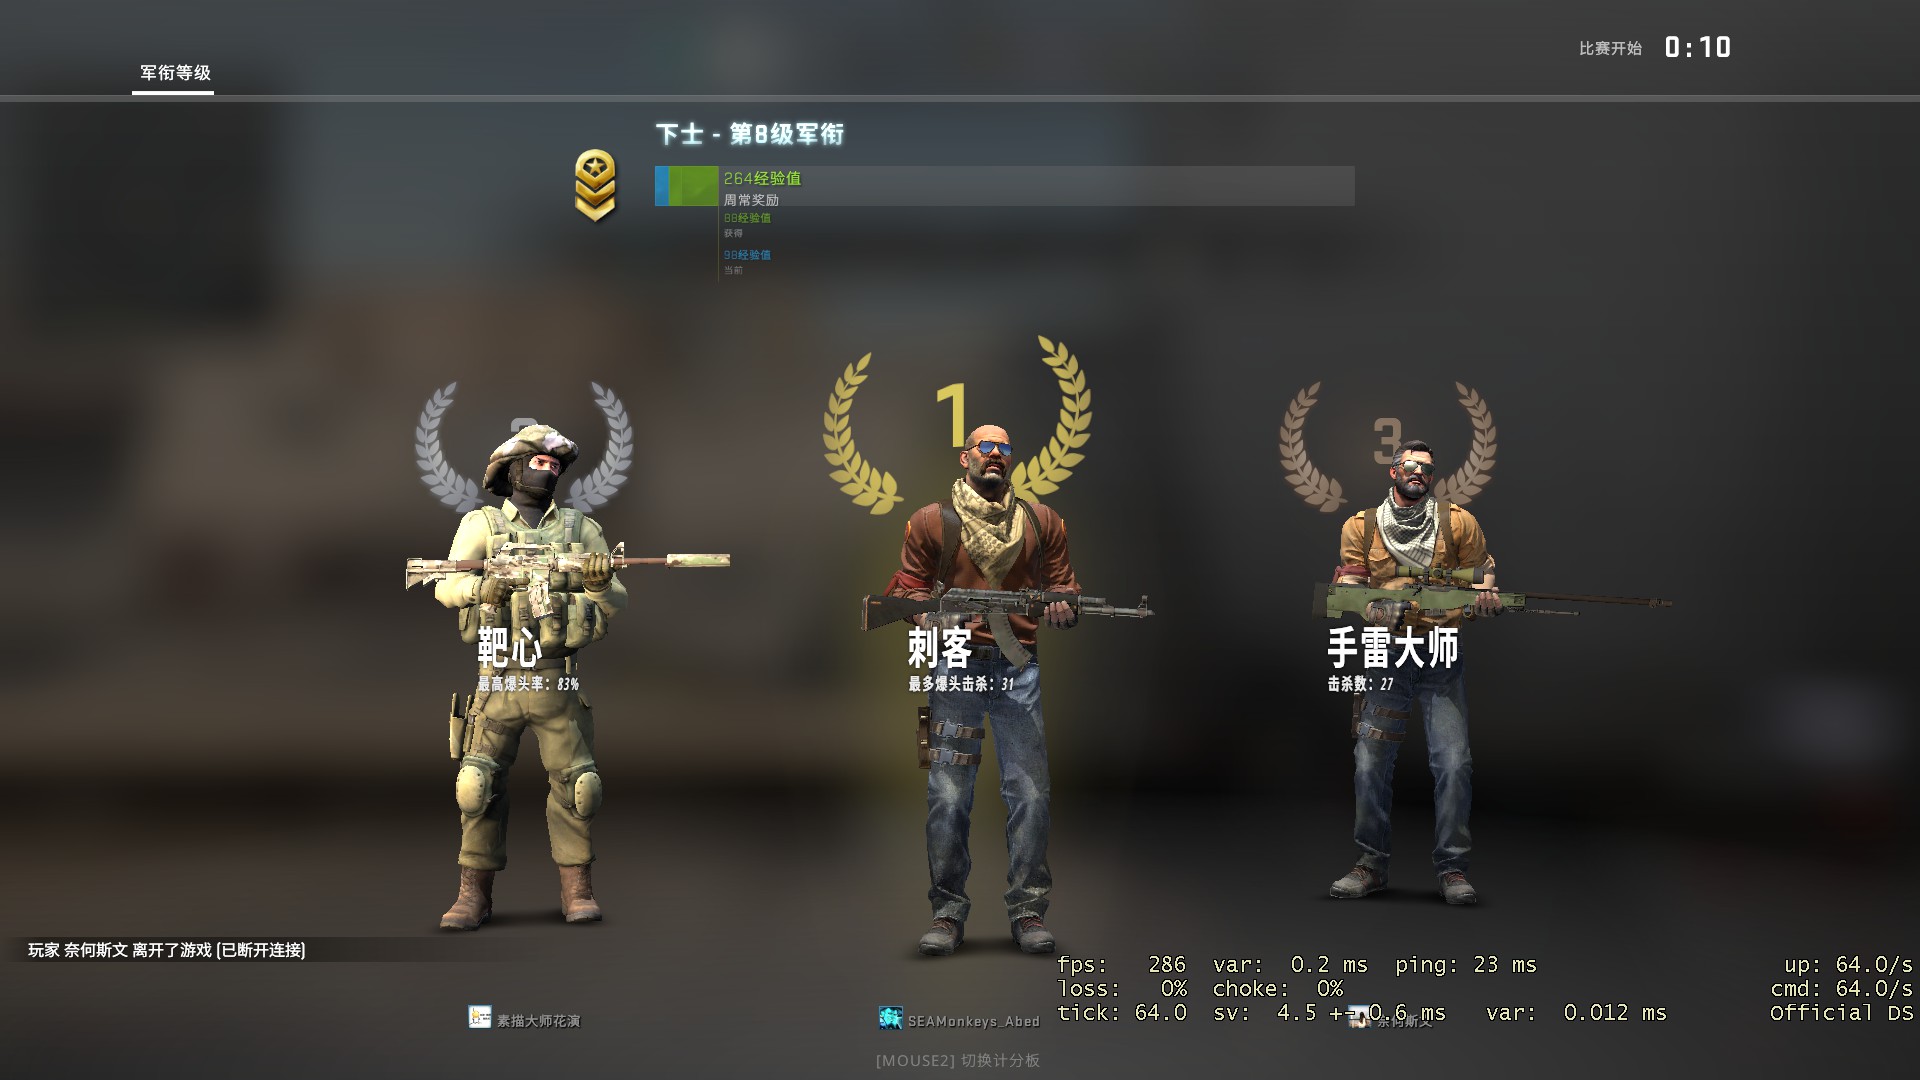 军衔等级
比赛开始 0:10
下士 - 第8级军衔
264经验值
周常奖励
88经验值
获得
98经验值
当前
1
3
靶心
最高爆头率: 83%
刺客
最多爆头击杀: 31
手雷大师
击杀数: 27
玩家 奈何斯文 离开了游戏 (已断开连接)
fps: 286 var: 0.2 ms ping: 23 ms
loss: 0% choke: 0%
tick: 64.0 sv: 4.5 +- 0.6 ms var: 0.012 ms
up: 64.0/s
cmd: 64.0/s
Official DS
素描大师花演
SEAMonkeys_Abed
奈何斯文
[MOUSE2] 切换计分板